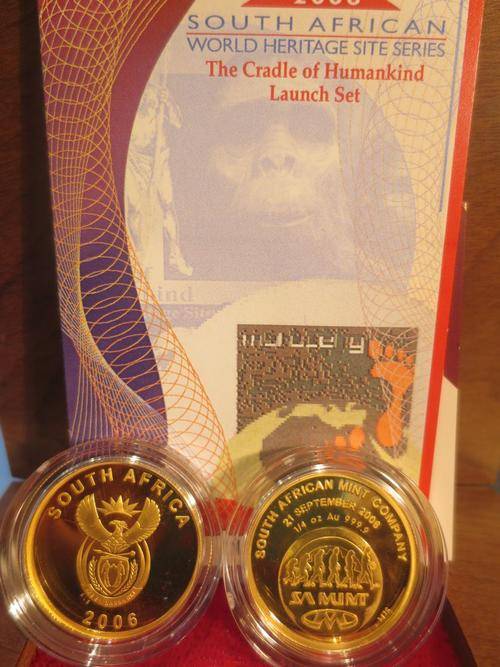 2006
SOUTH AFRICAN
WORLD HERITAGE SITE SERIES
The Cradle of Humankind
Launch Set
SOUTH AFRICA
2006
SOUTH AFRICAN MINT COMPANY
21 SEPTEMBER 2006
1/4 oz Au 999.9
SA MINT